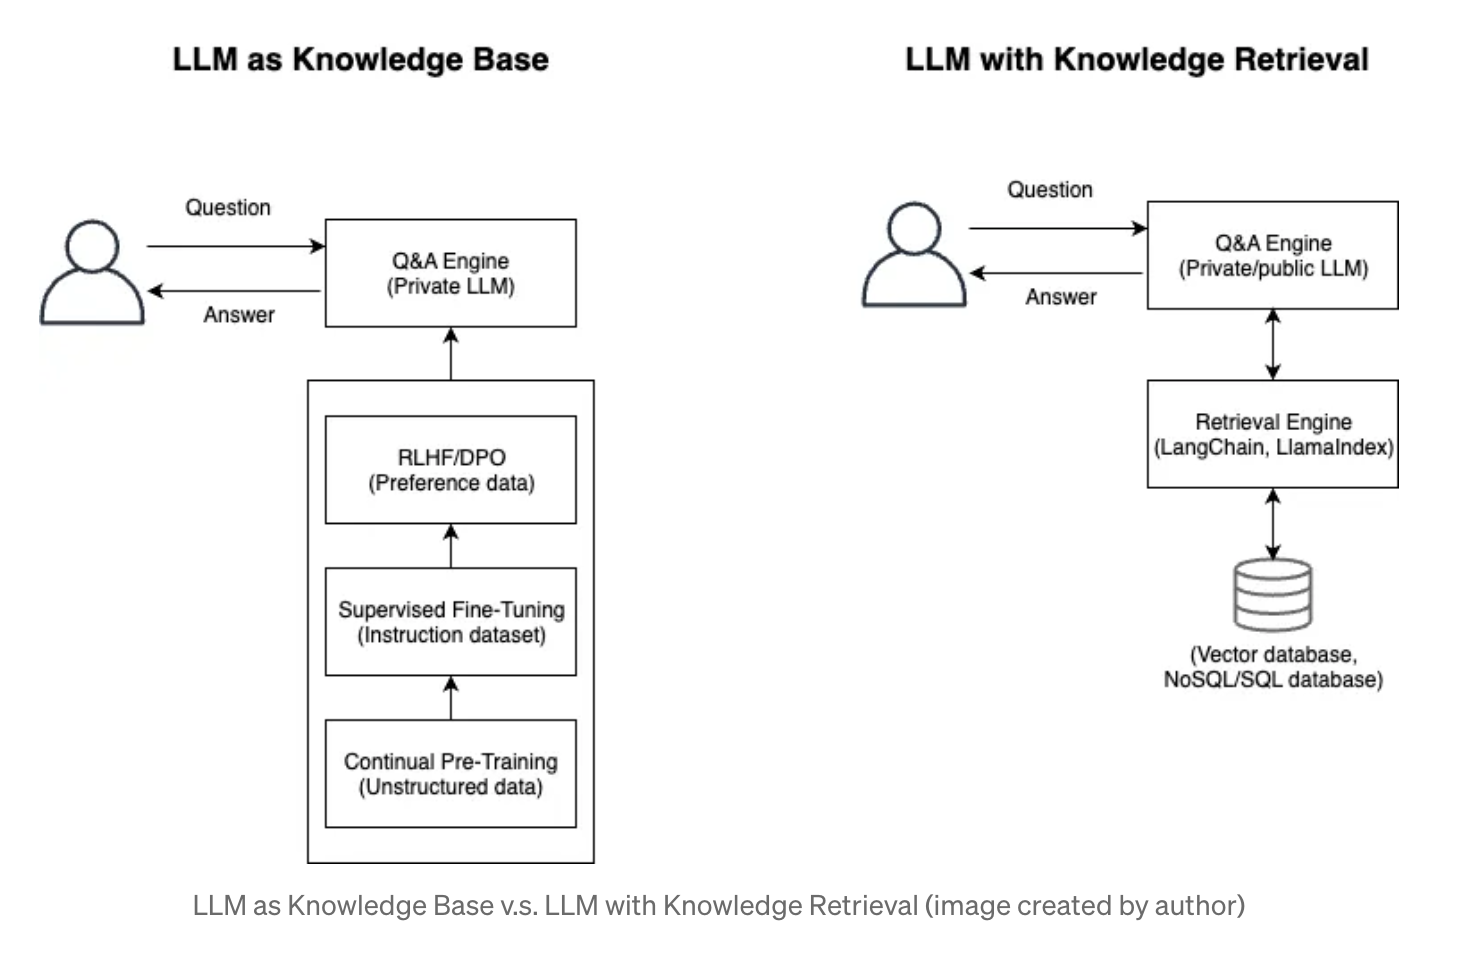 LLM as Knowledge Base
Question
Q&A Engine
(Private LLM)
Answer
RLHF/DPO
(Preference data)
Supervised Fine-Tuning
(Instruction dataset)
Continual Pre-Training
(Unstructured data)
LLM with Knowledge Retrieval
Question
Q&A Engine
(Private/public LLM)
Answer
Retrieval Engine
(LangChain, LlamaIndex)
(Vector database,
NoSQL/SQL database)
LLM as Knowledge Base v.s. LLM with Knowledge Retrieval (image created by author)